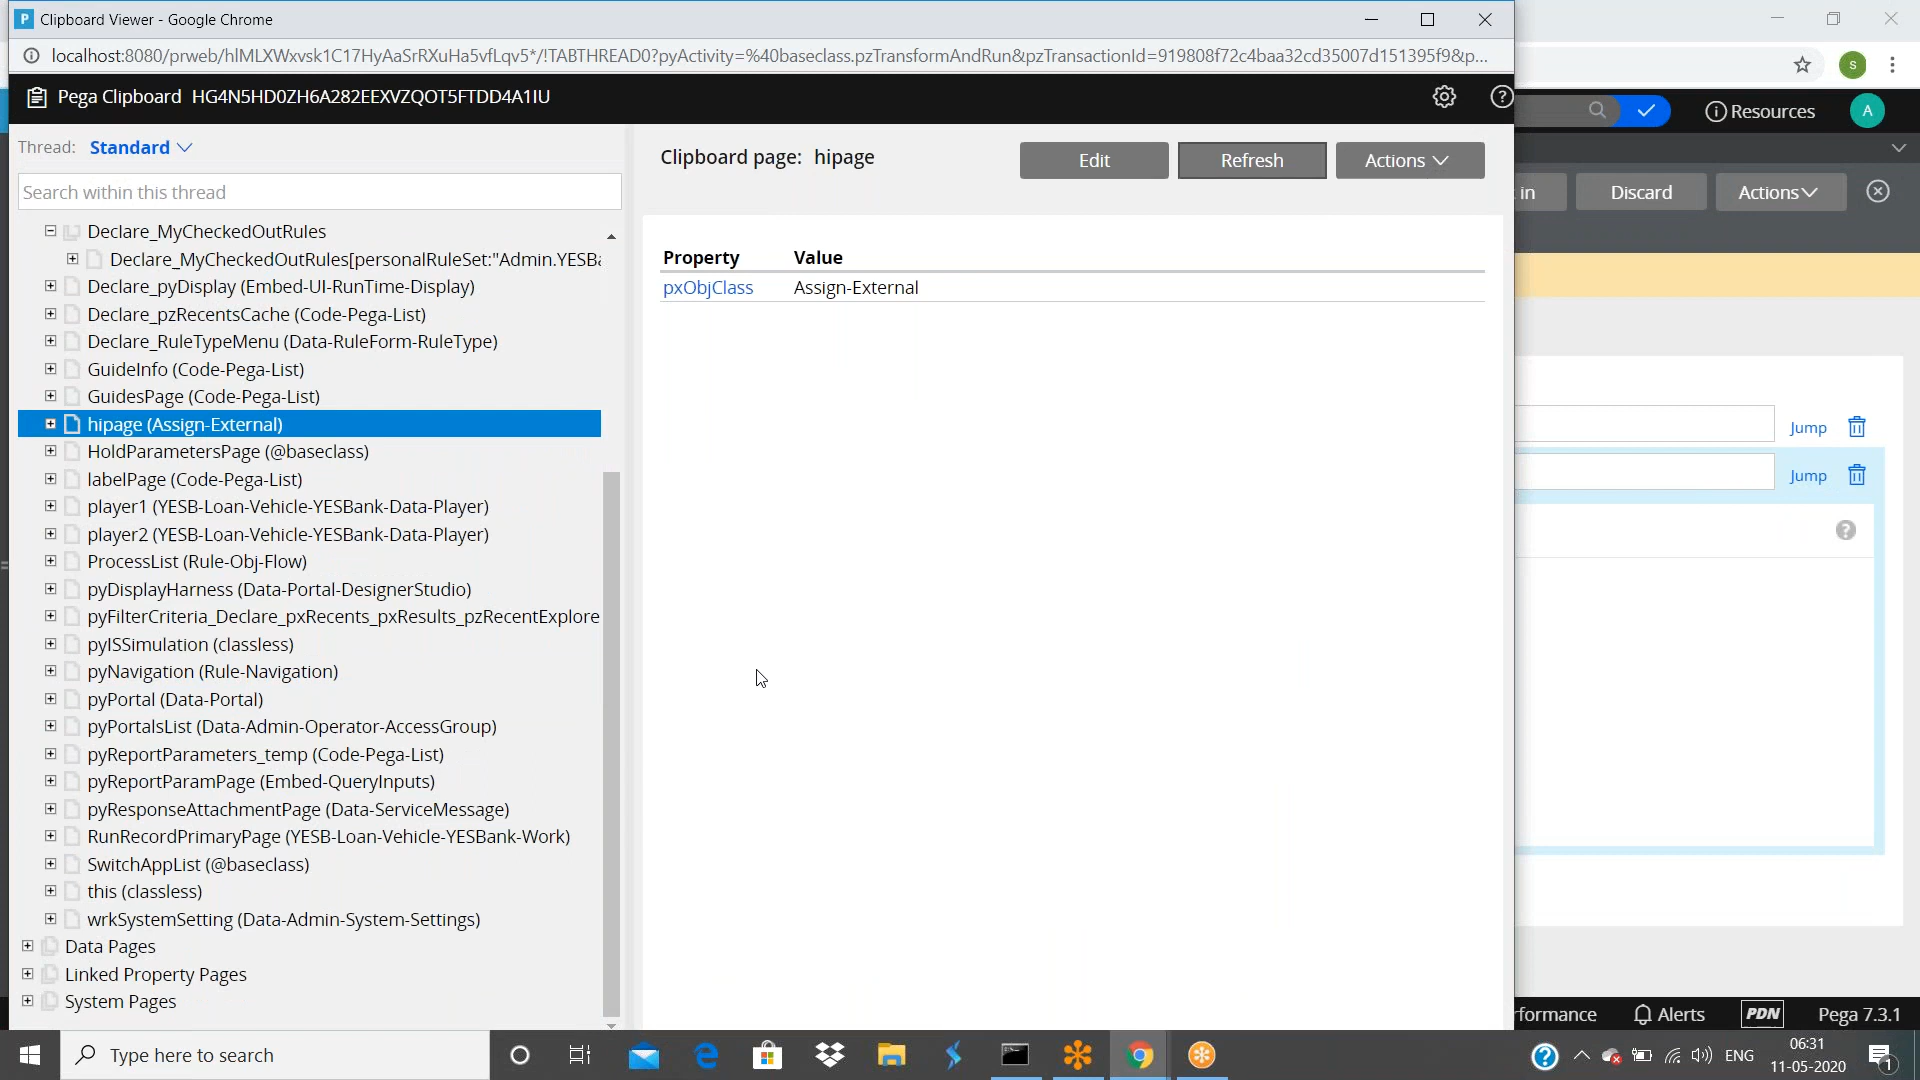 Clipboard Viewer - Google Chrome
localhost:8080/prweb/hlMLXWxvsk1C17HyAaSrRXuHa5vfLqv5*/!TABTHREAD0?pyActivity=%40baseclass.pzTransformAndRun&pzTransactionId=919808f72c4baa32cd35007d151395f9&p...
S
Pega Clipboard HG4N5HD0ZH6A282EEXVZQOT5FTDD4A1IU
Resources
A
Thread: Standard
Clipboard page: hipage
Edit
Refresh
Actions
Search within this thread
in
Discard
Actions
Declare_MyCheckedOutRules
Declare_MyCheckedOutRules[personalRuleSet:"Admin.YESBa
Declare_pyDisplay (Embed-UI-RunTime-Display)
Declare_pzRecentsCache (Code-Pega-List)
Declare_RuleTypeMenu (Data-RuleForm-RuleType)
GuideInfo (Code-Pega-List)
GuidesPage (Code-Pega-List)
hipage (Assign-External)
HoldParametersPage (@baseclass)
labelPage (Code-Pega-List)
player1 (YESB-Loan-Vehicle-YESBank-Data-Player)
player2 (YESB-Loan-Vehicle-YESBank-Data-Player)
ProcessList (Rule-Obj-Flow)
pyDisplayHarness (Data-Portal-DesignerStudio)
pyFilterCriteria_Declare_pxRecents_pxResults_pzRecentExplore
pyISSimulation (classless)
pyNavigation (Rule-Navigation)
pyPortal (Data-Portal)
pyPortalsList (Data-Admin-Operator-AccessGroup)
pyReportParameters_temp (Code-Pega-List)
pyReportParamPage (Embed-QueryInputs)
pyResponseAttachmentPage (Data-ServiceMessage)
RunRecordPrimaryPage (YESB-Loan-Vehicle-YESBank-Work)
SwitchAppList (@baseclass)
this (classless)
wrkSystemSetting (Data-Admin-System-Settings)
Data Pages
Linked Property Pages
System Pages
Property Value
pxObjClass Assign-External
Jump
Jump
rformance
Alerts
PDN
Pega 7.3.1
Type here to search
ENG
06:31
11-05-2020
1